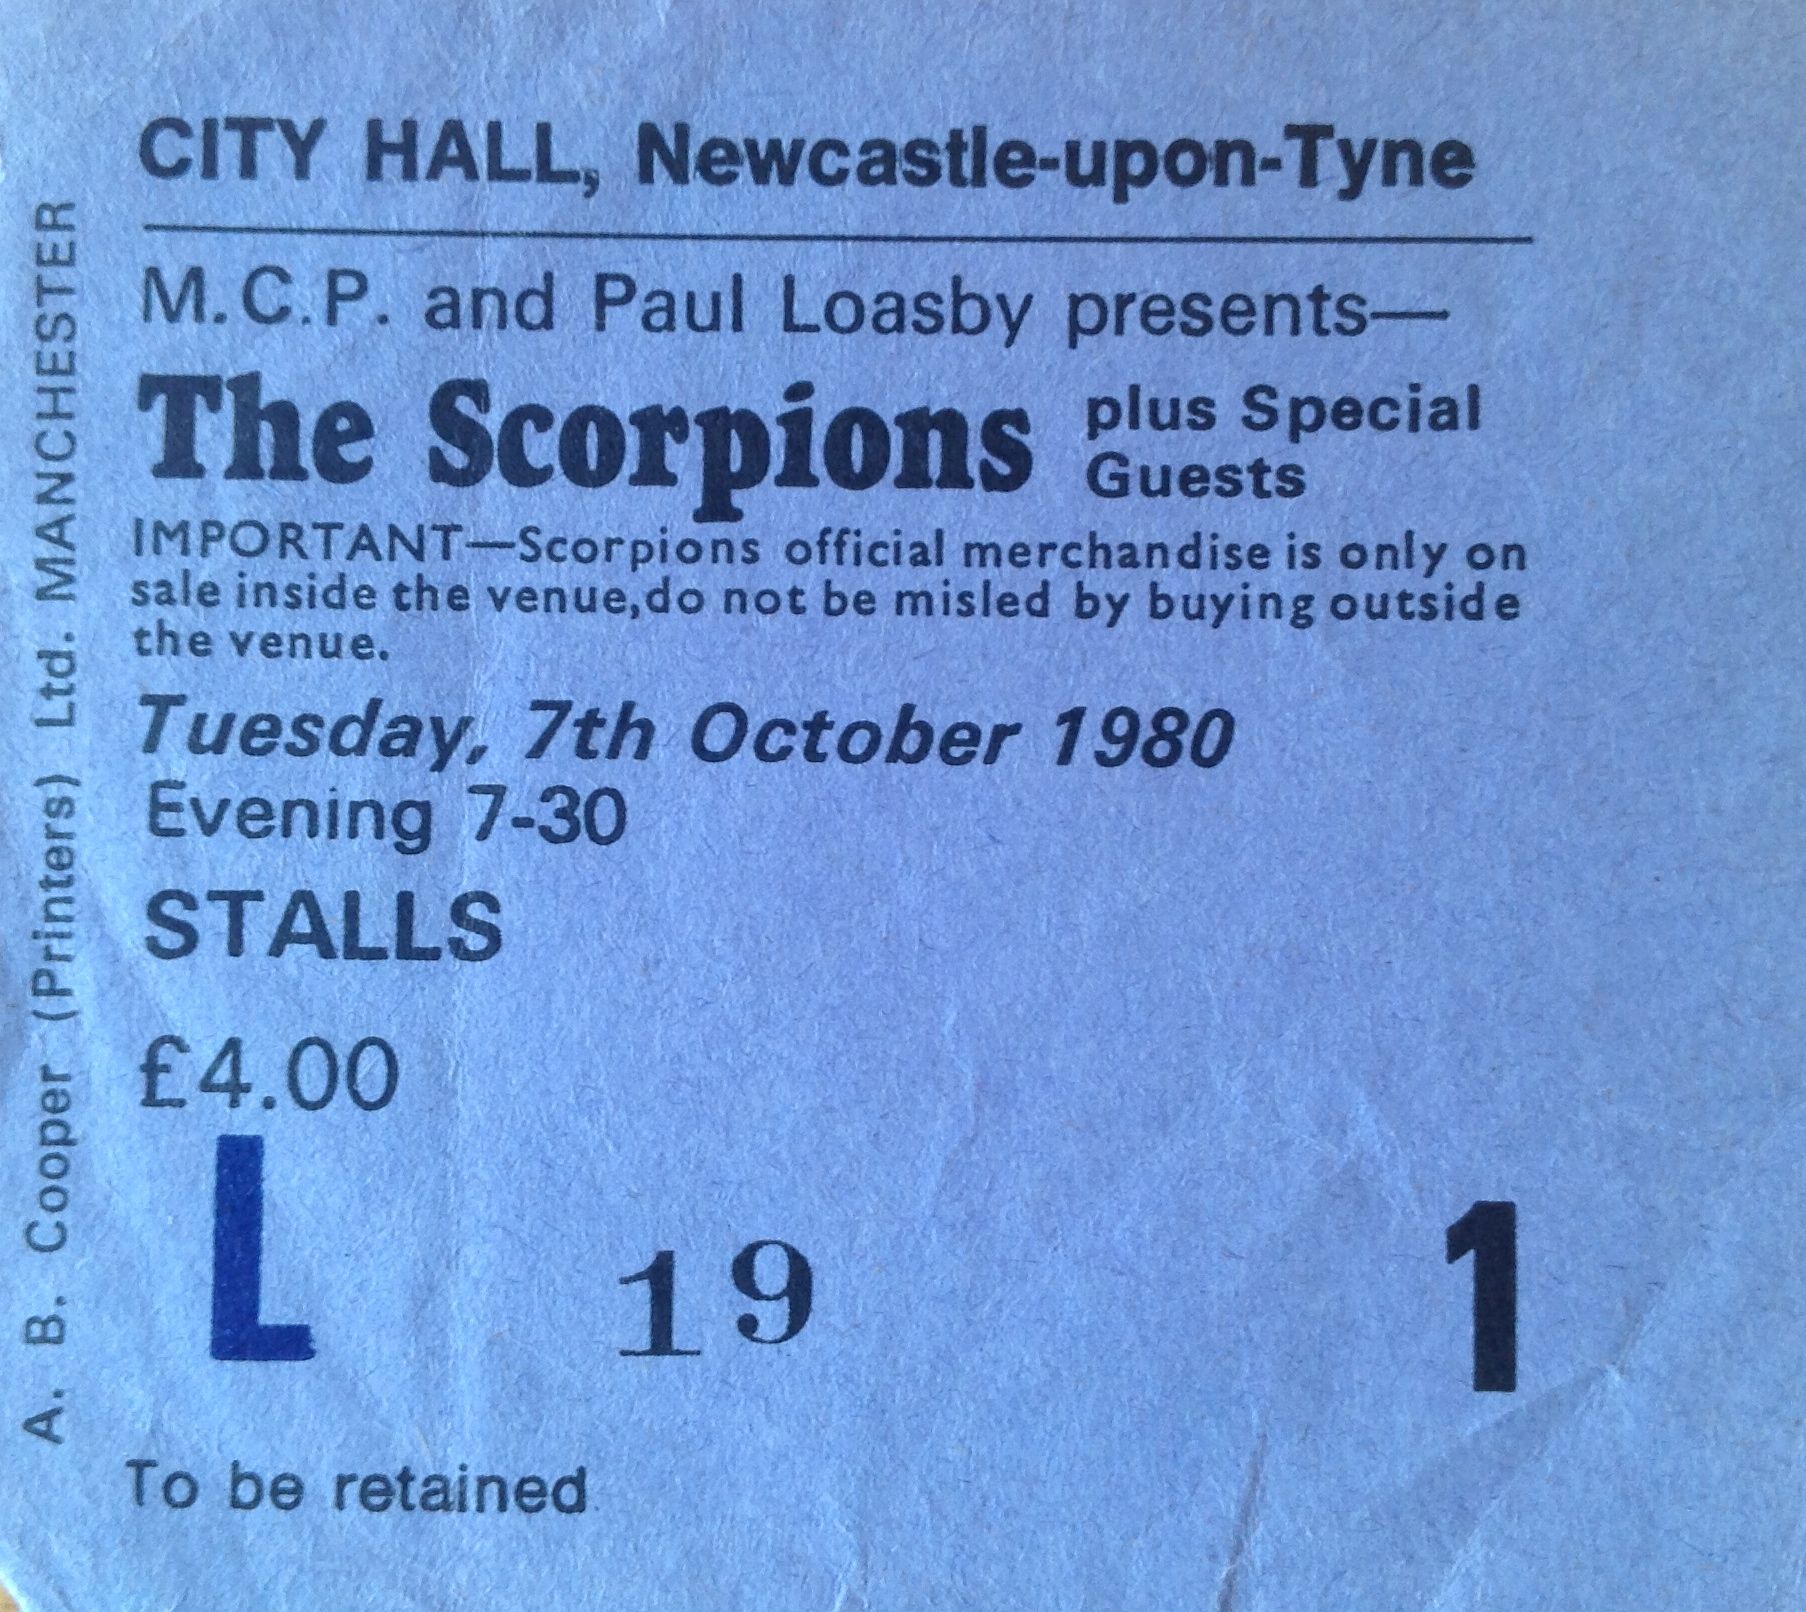 CITY HALL, Newcastle-upon-Tyne
M.C.P. and Paul Loasby presents—
The Scorpions plus Special
Guests
IMPORTANT—Scorpions official merchandise is only on
sale inside the venue,do not be misled by buying outside
the venue.
Tuesday, 7th October 1980
Evening 7-30
STALLS
£4.00
L 19 1
To be retained
A. B. Cooper (Printers) Ltd. MANCHESTER